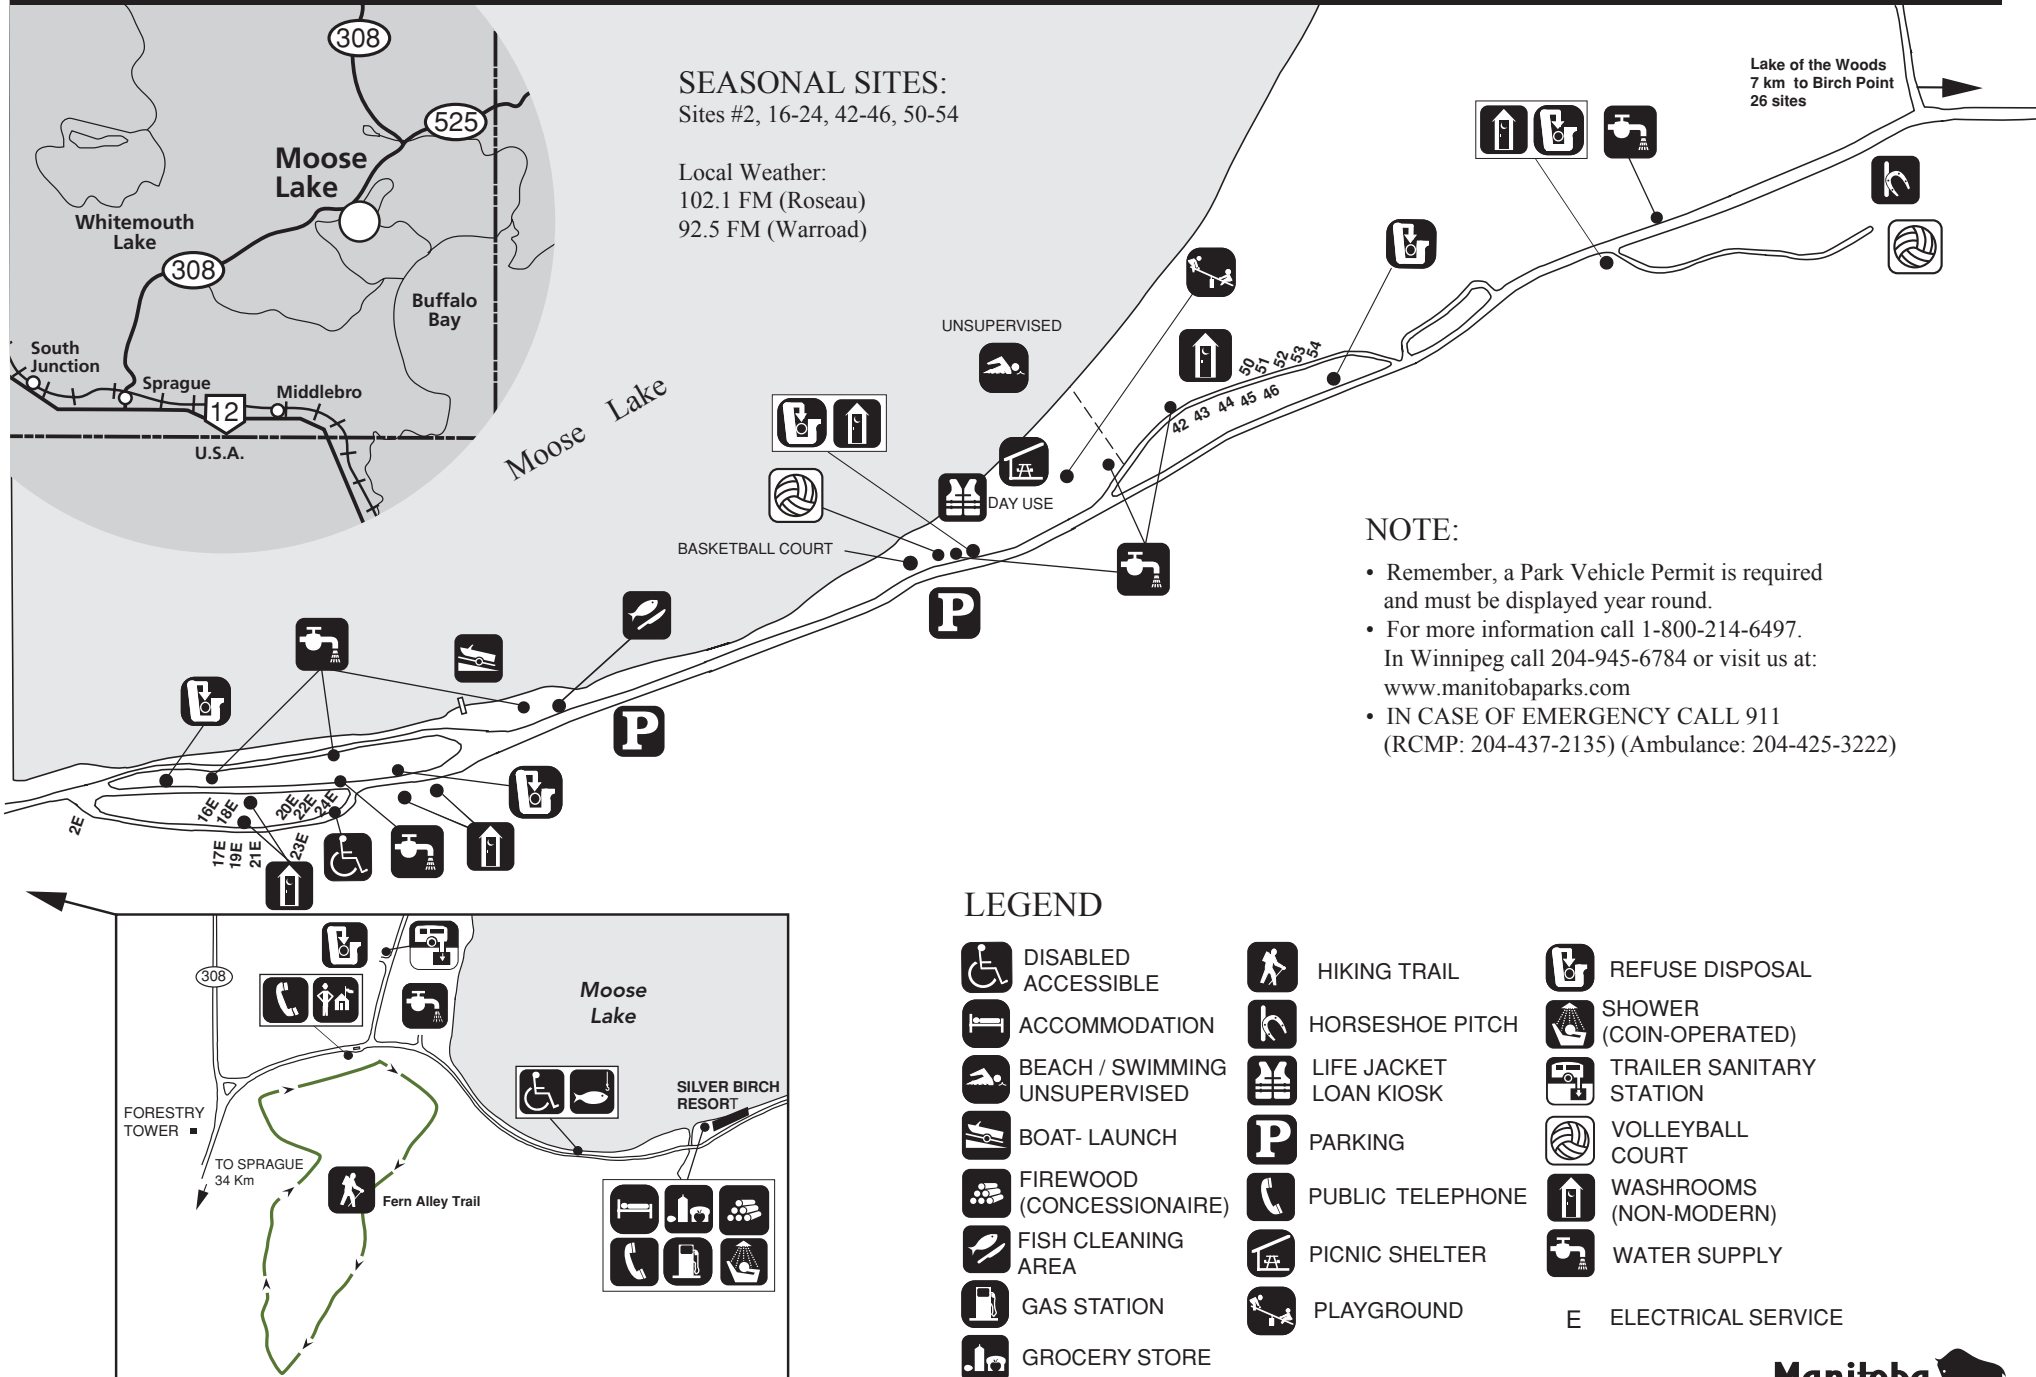 308
525
Moose
Lake
Whitemouth
Lake
308
Buffalo
Bay
South
Junction
Sprague
12
Middlebro
U.S.A.
SEASONAL SITES:
Sites #2, 16-24, 42-46, 50-54
Local Weather:
102.1 FM (Roseau)
92.5 FM (Warroad)
Lake of the Woods
7 km to Birch Point
26 sites
Moose Lake
UNSUPERVISED
50
51
52
53
54
42 43 44 45 46
DAY USE
BASKETBALL COURT
P
P
NOTE:
• Remember, a Park Vehicle Permit is required
and must be displayed year round.
• For more information call 1-800-214-6497.
In Winnipeg call 204-945-6784 or visit us at:
www.manitobaparks.com
• IN CASE OF EMERGENCY CALL 911
(RCMP: 204-437-2135) (Ambulance: 204-425-3222)
2E
16E
18E
20E
22E
24E
17E
19E
21E
23E
308
Moose
Lake
FORESTRY
TOWER
TO SPRAGUE
34 Km
Fern Alley Trail
SILVER BIRCH
RESORT
LEGEND
DISABLED
ACCESSIBLE
ACCOMMODATION
BEACH / SWIMMING
UNSUPERVISED
BOAT- LAUNCH
FIREWOOD
(CONCESSIONAIRE)
FISH CLEANING
AREA
GAS STATION
GROCERY STORE
HIKING TRAIL
HORSESHOE PITCH
LIFE JACKET
LOAN KIOSK
P PARKING
PUBLIC TELEPHONE
PICNIC SHELTER
PLAYGROUND
REFUSE DISPOSAL
SHOWER
(COIN-OPERATED)
TRAILER SANITARY
STATION
VOLLEYBALL
COURT
WASHROOMS
(NON-MODERN)
WATER SUPPLY
E ELECTRICAL SERVICE
Manitoba